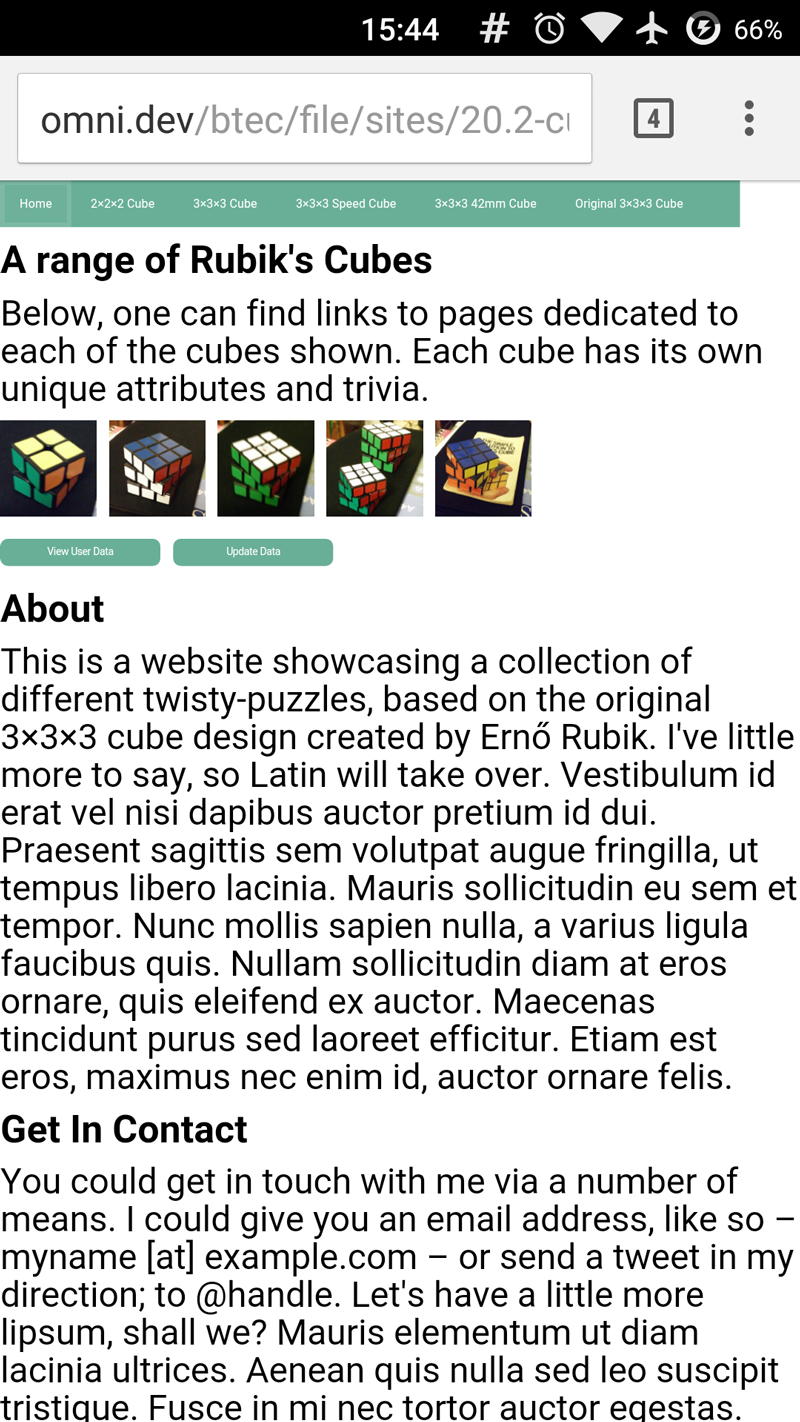 15:44 # 66%
omni.dev/btec/file/sites/20.2-c
4
Home 2×2×2 Cube 3×3×3 Cube 3×3×3 Speed Cube 3×3×3 42mm Cube Original 3×3×3 Cube
A range of Rubik's Cubes
Below, one can find links to pages dedicated to
each of the cubes shown. Each cube has its own
unique attributes and trivia.
View User Data Update Data
About
This is a website showcasing a collection of
different twisty-puzzles, based on the original
3×3×3 cube design created by Ernő Rubik. I've little
more to say, so Latin will take over. Vestibulum id
erat vel nisi dapibus auctor pretium id dui.
Praesent sagittis sem volutpat augue fringilla, ut
tempus libero lacinia. Mauris sollicitudin eu sem et
tempor. Nunc mollis sapien nulla, a varius ligula
faucibus quis. Nullam sollicitudin diam at eros
ornare, quis eleifend ex auctor. Maecenas
tincidunt purus sed laoreet efficitur. Etiam est
eros, maximus nec enim id, auctor ornare felis.
Get In Contact
You could get in touch with me via a number of
means. I could give you an email address, like so –
myname [at] example.com – or send a tweet in my
direction; to @handle. Let's have a little more
lipsum, shall we? Mauris elementum ut diam
lacinia ultrices. Aenean quis nulla sed leo suscipit
tristique. Fusce in mi nec tortor auctor egestas.